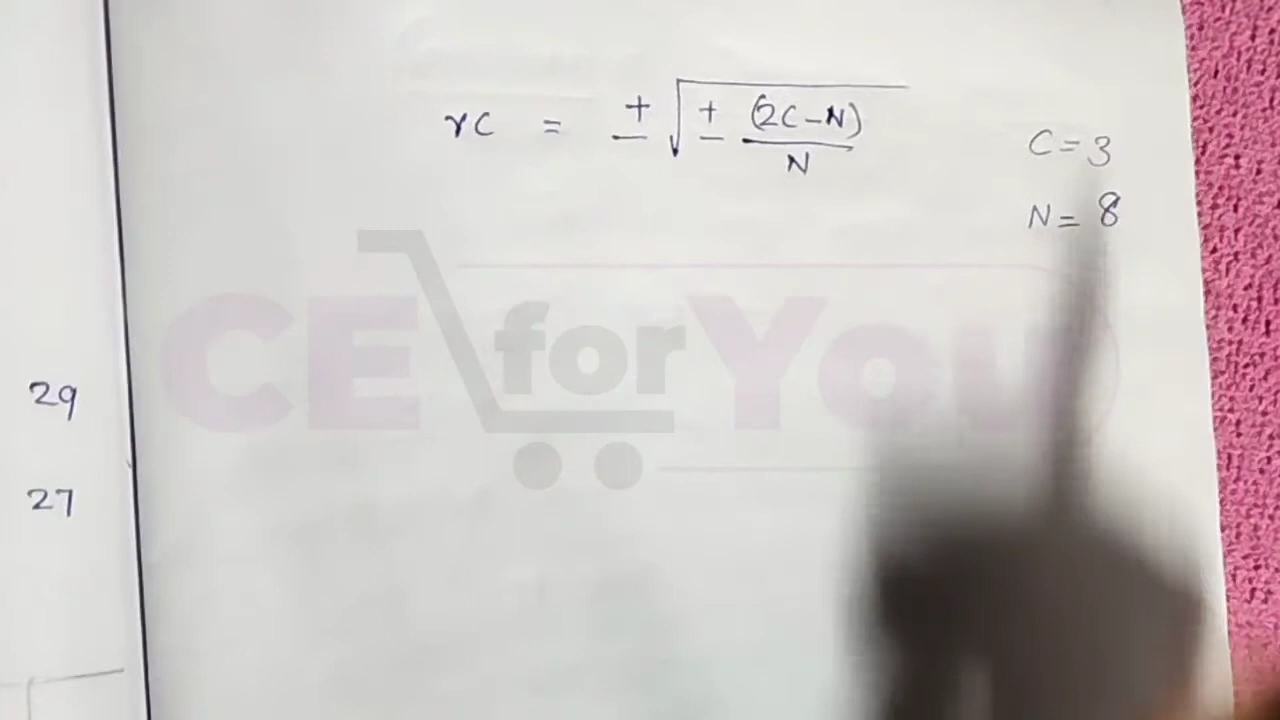 rC = ± √ ± (2C-N) / N
C = 3
N = 8
CE for You
29
27